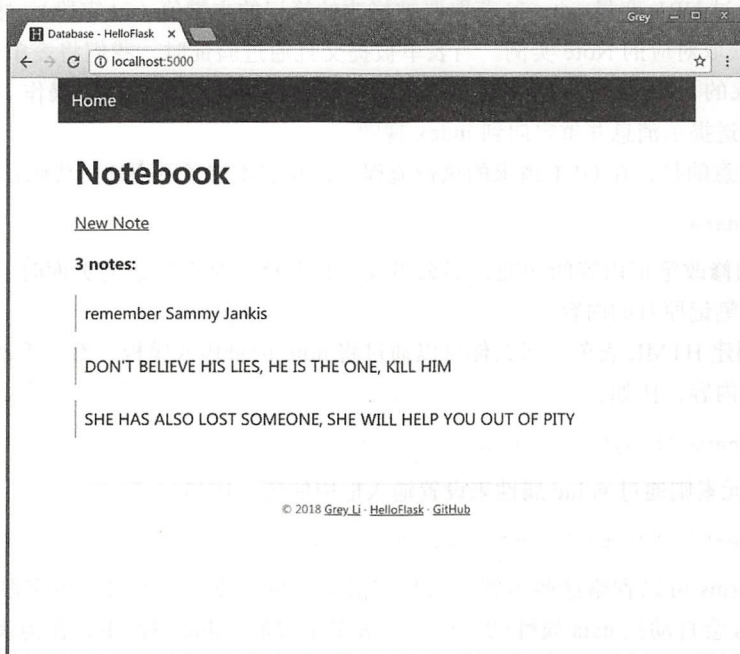 Grey
Database - HelloFlask
localhost:5000
Home
Notebook
New Note
3 notes:
remember Sammy Jankis
DON'T BELIEVE HIS LIES, HE IS THE ONE, KILL HIM
SHE HAS ALSO LOST SOMEONE, SHE WILL HELP YOU OUT OF PITY
© 2018 Grey Li · HelloFlask · GitHub